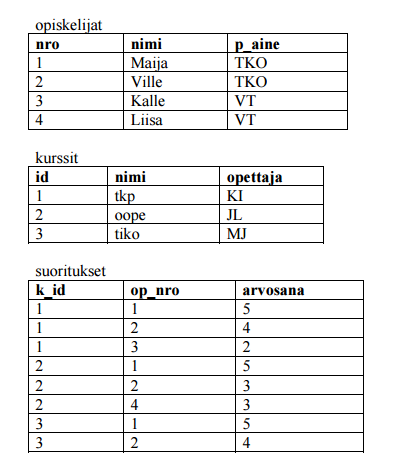 opiskelijat
nro nimi p_aine
1 Maija TKO
2 Ville TKO
3 Kalle VT
4 Liisa VT
kurssit
id nimi opettaja
1 tkp KI
2 oope JL
3 tiko MJ
suoritukset
k_id op_nro arvosana
1 1 5
1 2 4
1 3 2
2 1 5
2 2 3
2 4 3
3 1 5
3 2 4